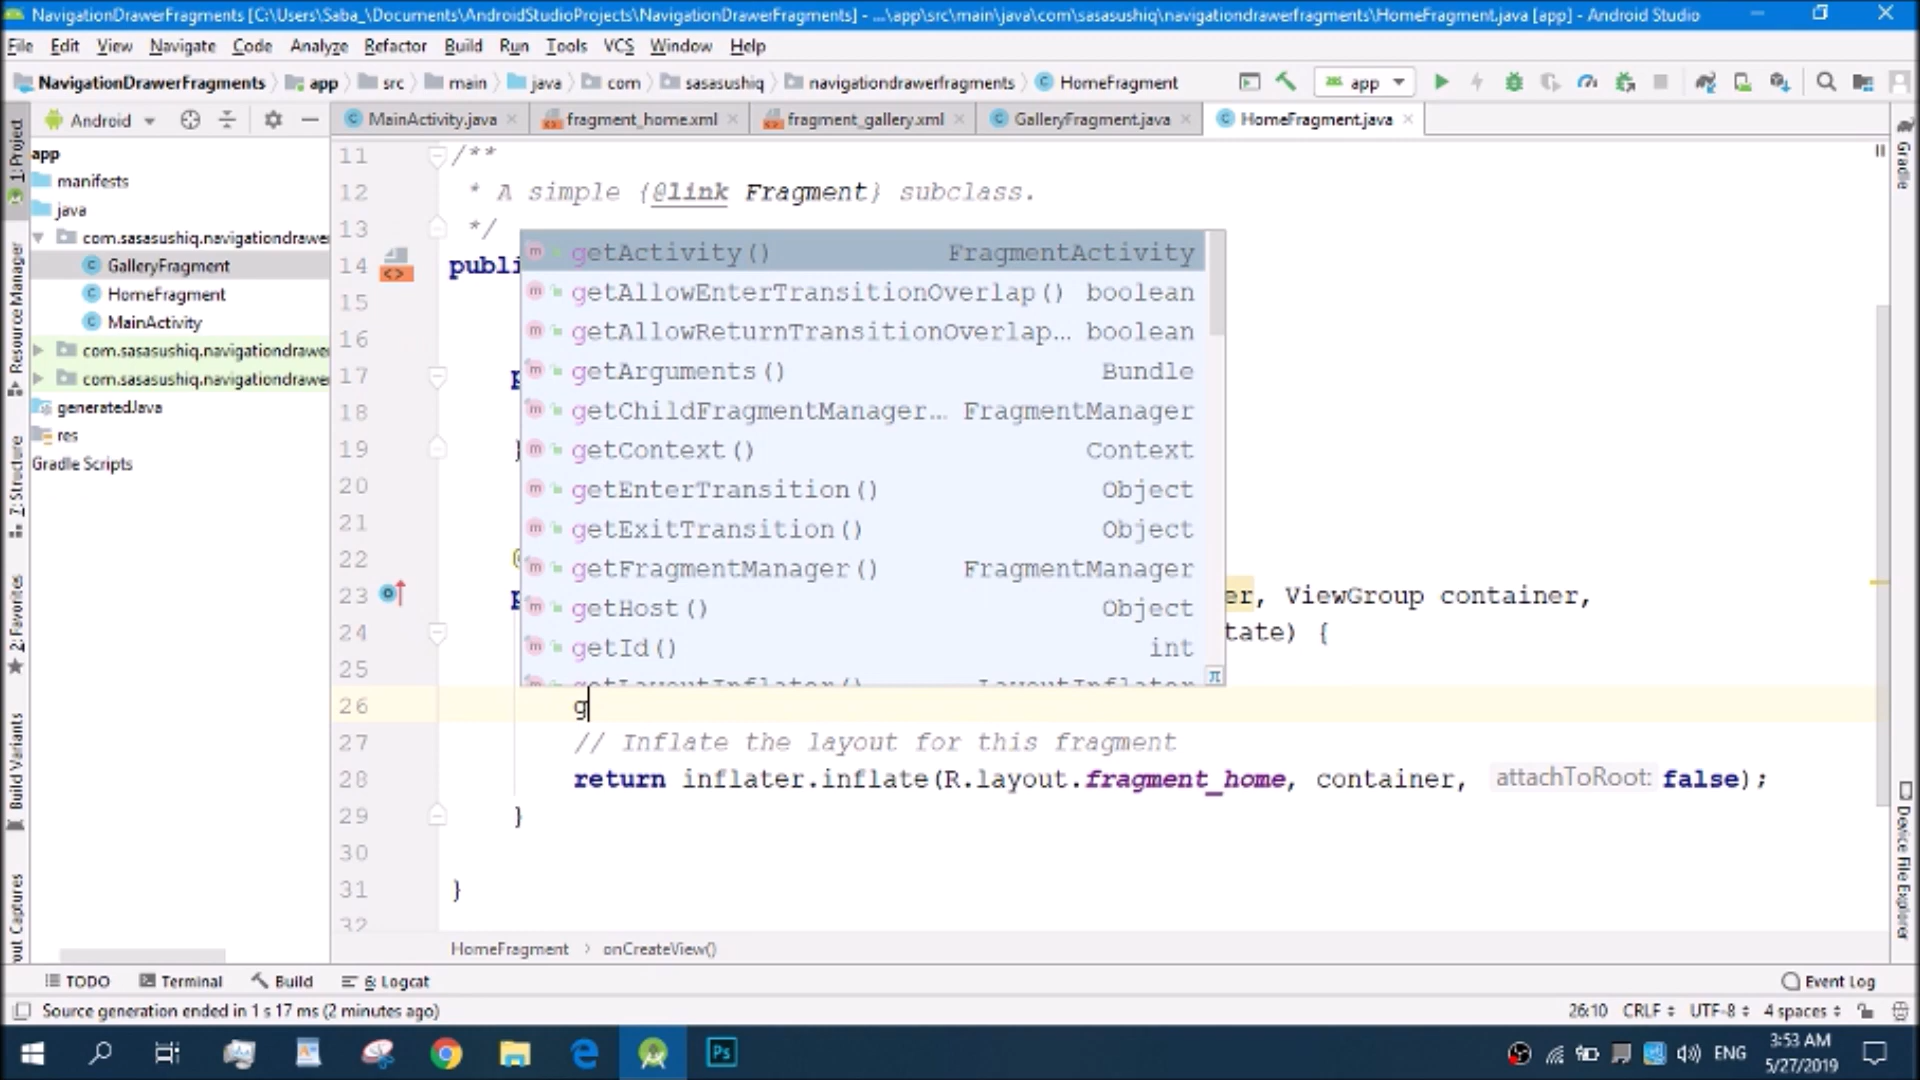 NavigationDrawerFragments [C:\Users\Saba_\Documents\AndroidStudioProjects\NavigationDrawerFragments] - ...\app\src\main\java\com\sasasushiq\navigationdrawerfragments\HomeFragment.java [app] - Android Studio
File Edit View Navigate Code Analyze Refactor Build Run Tools VCS Window Help
NavigationDrawerFragments app src main java com sasasushiq navigationdrawerfragments HomeFragment app
Android MainActivity.java fragment_home.xml fragment_gallery.xml GalleryFragment.java HomeFragment.java
1: Project
Resource Manager
7: Structure
2: Favorites
Build Variants
out Captures
app
manifests
java
com.sasasushiq.navigationdrawe
GalleryFragment
HomeFragment
MainActivity
com.sasasushiq.navigationdrawe
com.sasasushiq.navigationdrawe
generatedJava
res
Gradle Scripts
11 /**
12 * A simple {@link Fragment} subclass.
13 */
14 publi
15
16
17 p
18
19 }
20
21
22 @
23 p er, ViewGroup container,
24 tate) {
25
26 g
27 // Inflate the layout for this fragment
28 return inflater.inflate(R.layout.fragment_home, container, attachToRoot: false);
29 }
30
31 }
32
getActivity() FragmentActivity
getAllowEnterTransitionOverlap() boolean
getAllowReturnTransitionOverlap... boolean
getArguments() Bundle
getChildFragmentManager... FragmentManager
getContext() Context
getEnterTransition() Object
getExitTransition() Object
getFragmentManager() FragmentManager
getHost() Object
getId() int
getLayoutInflater() LayoutInflater
π
Gradle
Device File Explorer
HomeFragment onCreateView()
TODO Terminal Build 6: Logcat Event Log
Source generation ended in 1 s 17 ms (2 minutes ago) 26:10 CRLF UTF-8 4 spaces
Ps ENG 3:53 AM
5/27/2019